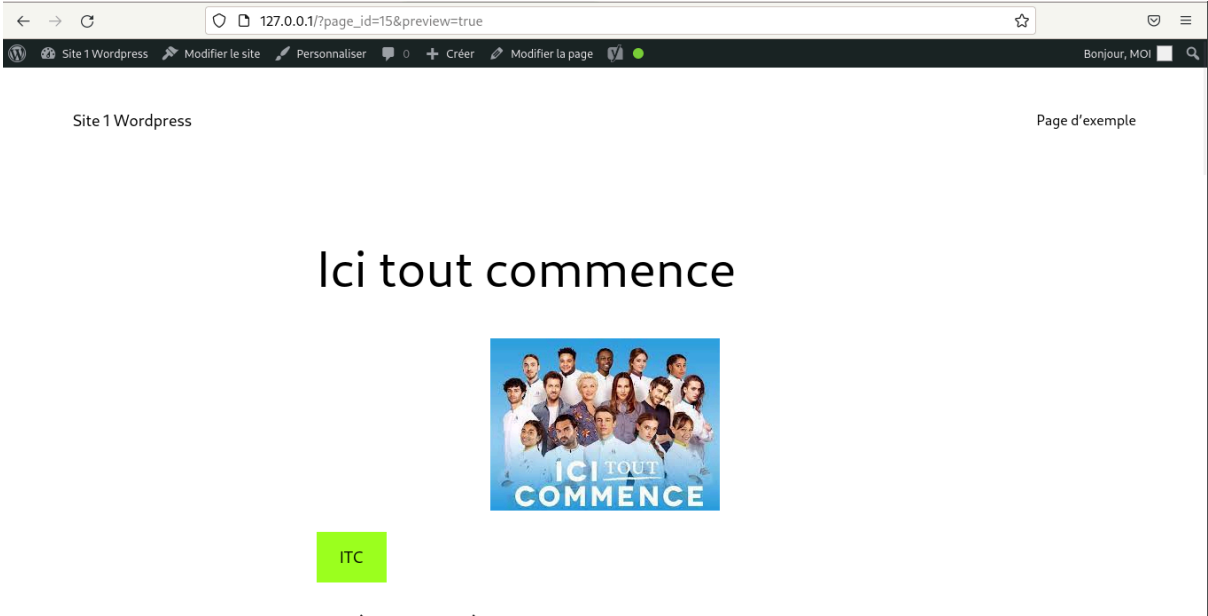 127.0.0.1/?page_id=15&preview=true
Site 1 Wordpress Modifier le site Personnaliser 0 Créer Modifier la page Bonjour, MOI
Site 1 Wordpress Page d'exemple
Ici tout commence
ICI TOUT
COMMENCE
ITC